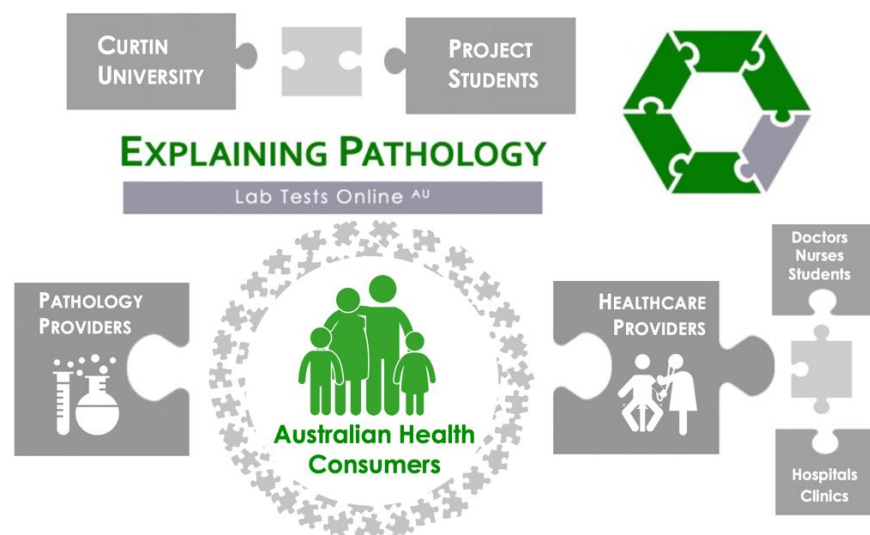 CURTIN
UNIVERSITY
PROJECT
STUDENTS
EXPLAINING PATHOLOGY
Lab Tests Online AU
PATHOLOGY
PROVIDERS
Australian Health
Consumers
HEALTHCARE
PROVIDERS
Doctors
Nurses
Students
Hospitals
Clinics